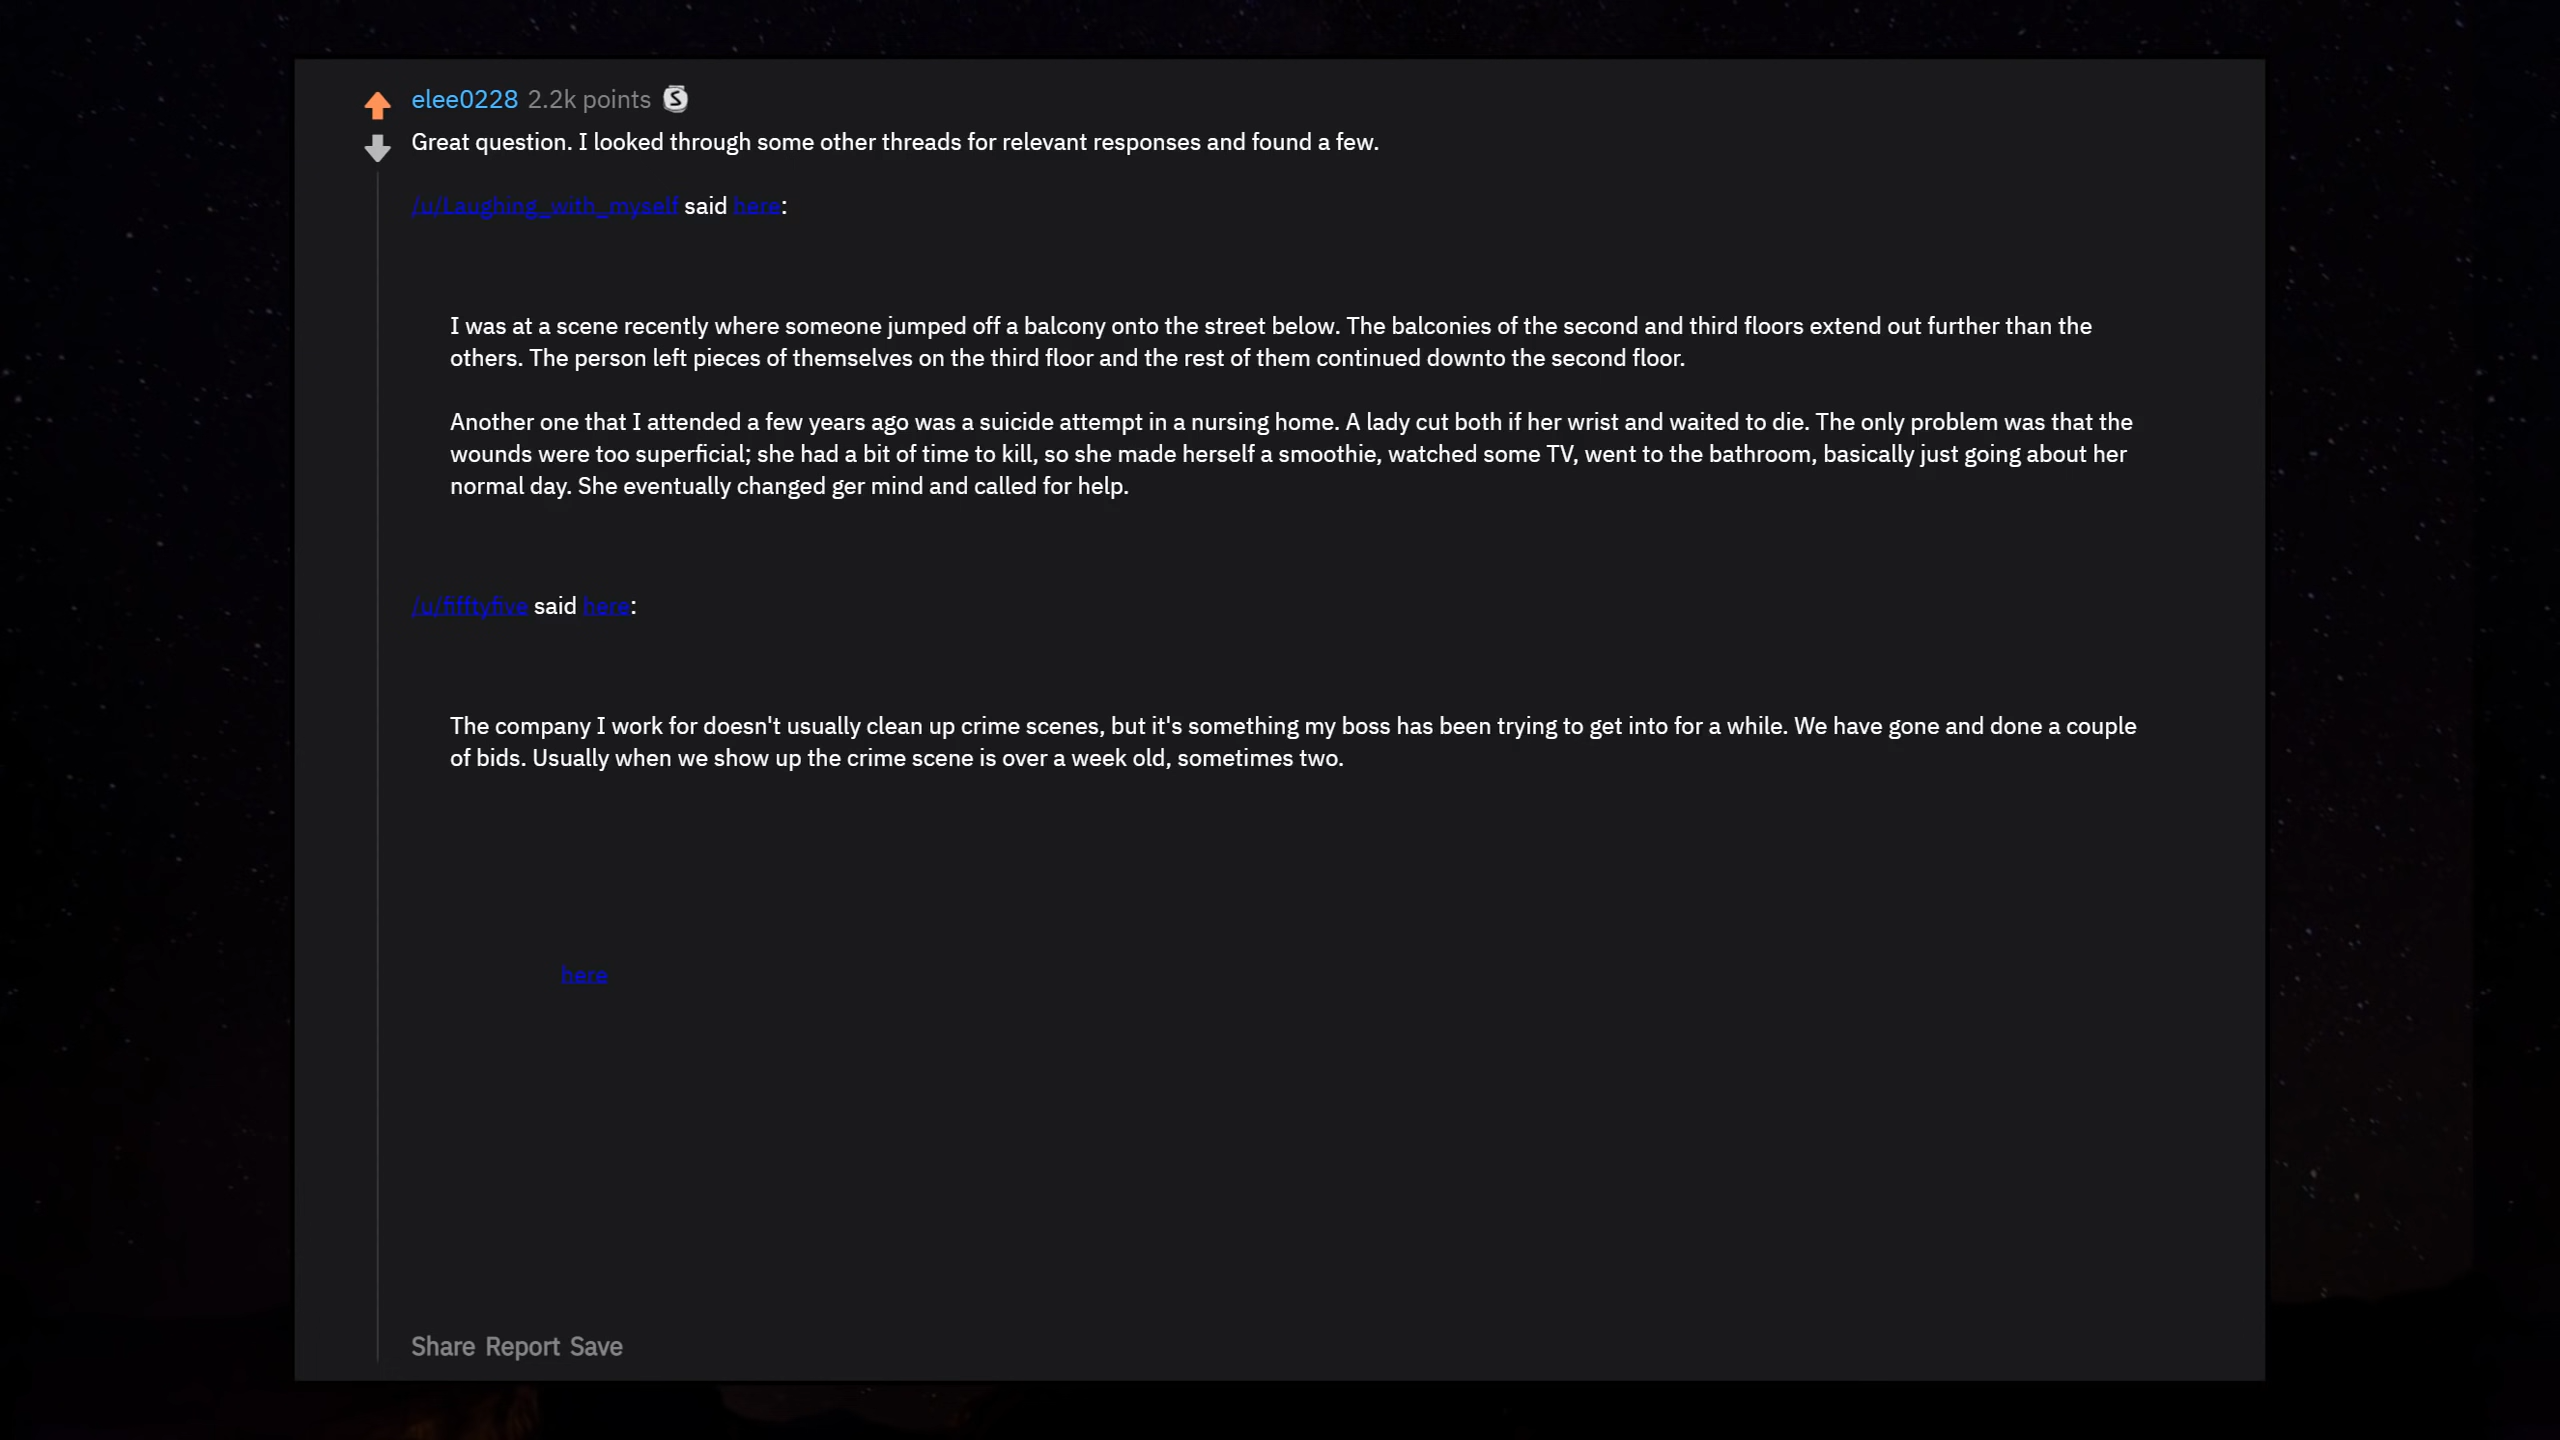 elee0228 2.2k points S
Great question. I looked through some other threads for relevant responses and found a few.
/u/Laughing_with_myself said here:
I was at a scene recently where someone jumped off a balcony onto the street below. The balconies of the second and third floors extend out further than the
others. The person left pieces of themselves on the third floor and the rest of them continued downto the second floor.
Another one that I attended a few years ago was a suicide attempt in a nursing home. A lady cut both if her wrist and waited to die. The only problem was that the
wounds were too superficial; she had a bit of time to kill, so she made herself a smoothie, watched some TV, went to the bathroom, basically just going about her
normal day. She eventually changed ger mind and called for help.
/u/fifftyfive said here:
The company I work for doesn't usually clean up crime scenes, but it's something my boss has been trying to get into for a while. We have gone and done a couple
of bids. Usually when we show up the crime scene is over a week old, sometimes two.
here
Share Report Save